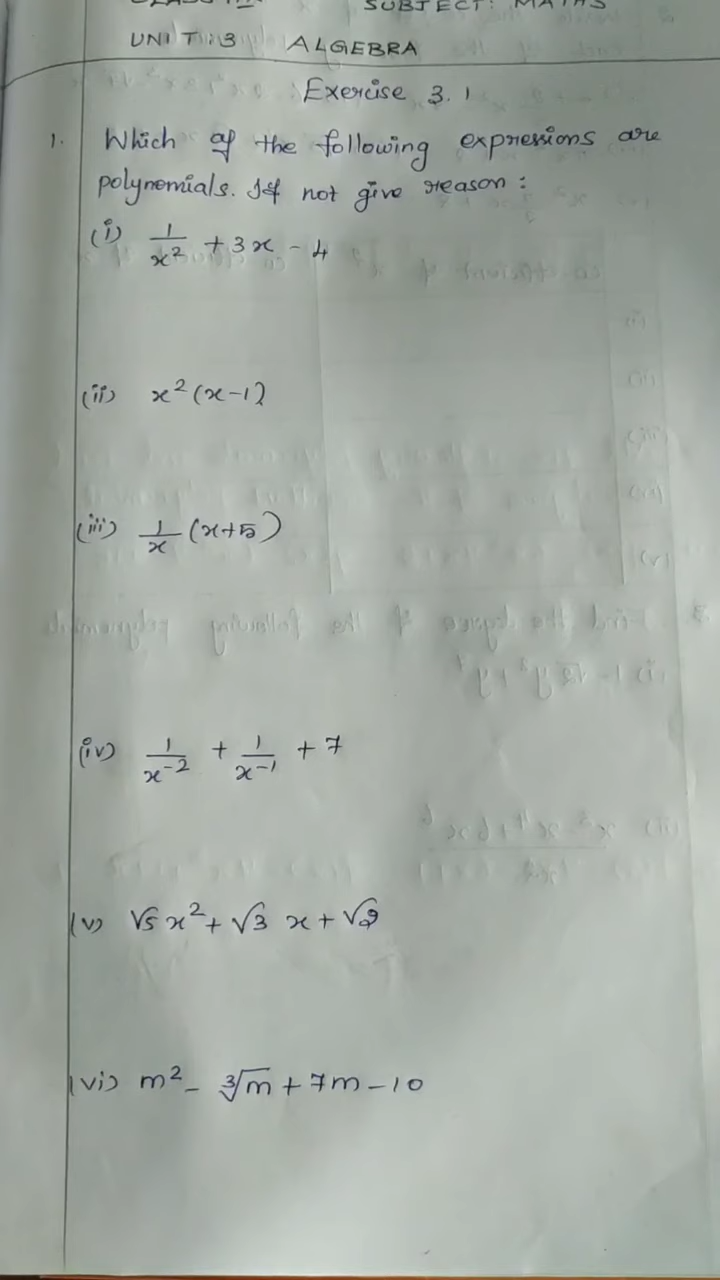 SUBJECT: MATHS
UNIT: 3 ALGEBRA
Exercise 3.1
1. Which of the following expressions are
polynomials. If not give reason:
(i) 1/x² + 3x - 4
(ii) x²(x-1)
(iii) 1/x (x+5)
(iv) 1/x⁻² + 1/x⁻¹ + 7
(v) √5x² + √3 x + √2
(vi) m² - ∛m + 7m - 10